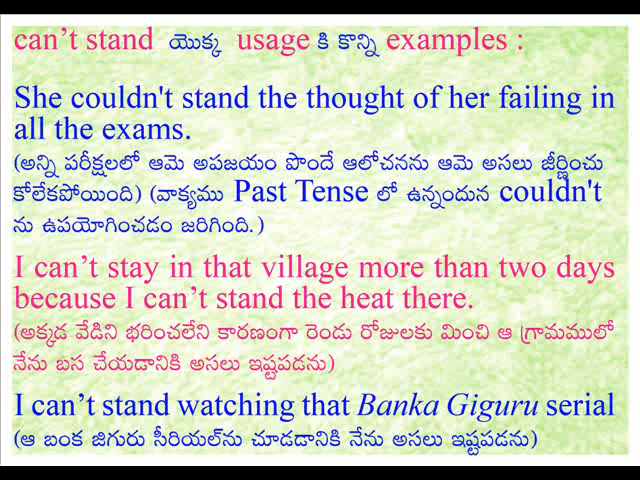 can’t stand యొక్క usage కి కొన్ని examples :
She couldn't stand the thought of her failing in
all the exams.
(అన్ని పరీక్షలలో ఆమె అపజయం పొందే ఆలోచనను ఆమె అసలు జీర్ణించు
కోలేకపోయింది) (వాక్యము Past Tense లో ఉన్నందున couldn't
ను ఉపయోగించడం జరిగింది.)
I can’t stay in that village more than two days
because I can’t stand the heat there.
(అక్కడ వేడిని భరించలేని కారణంగా రెండు రోజులకు మించి ఆ గ్రామములో
నేను బస చేయడానికి అసలు ఇష్టపడను)
I can’t stand watching that Banka Giguru serial
(ఆ బంక జిగురు సీరియల్‌ను చూడడానికి నేను అసలు ఇష్టపడను)